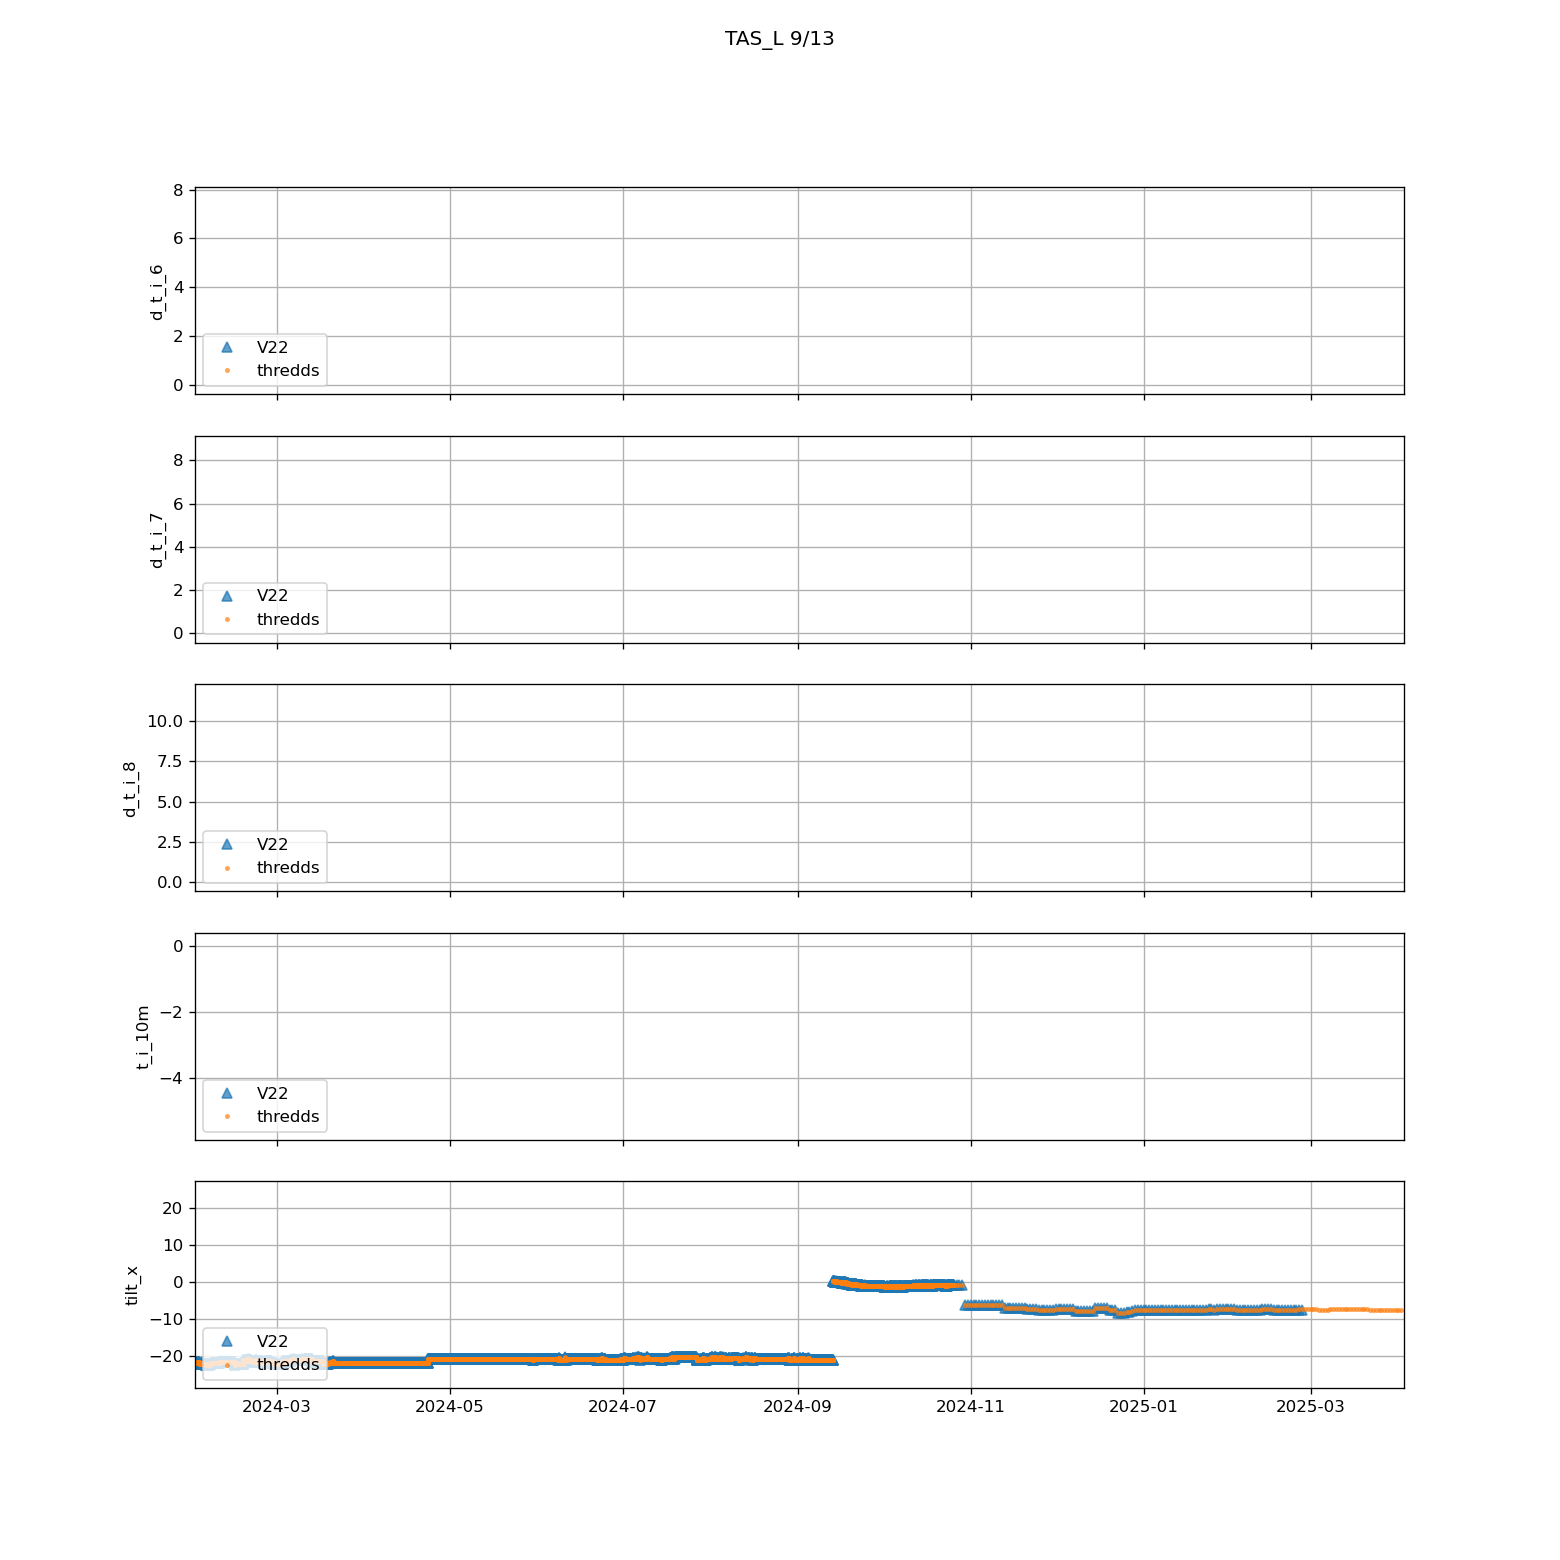 TAS_L 9/13
8
6
4
2
0
d_t_i_6
V22
thredds
8
6
4
2
0
d_t_i_7
V22
thredds
10.0
7.5
5.0
2.5
0.0
d_t_i_8
V22
thredds
0
−2
−4
t_i_10m
V22
thredds
20
10
0
−10
−20
tilt_x
V22
thredds
2024-03 2024-05 2024-07 2024-09 2024-11 2025-01 2025-03